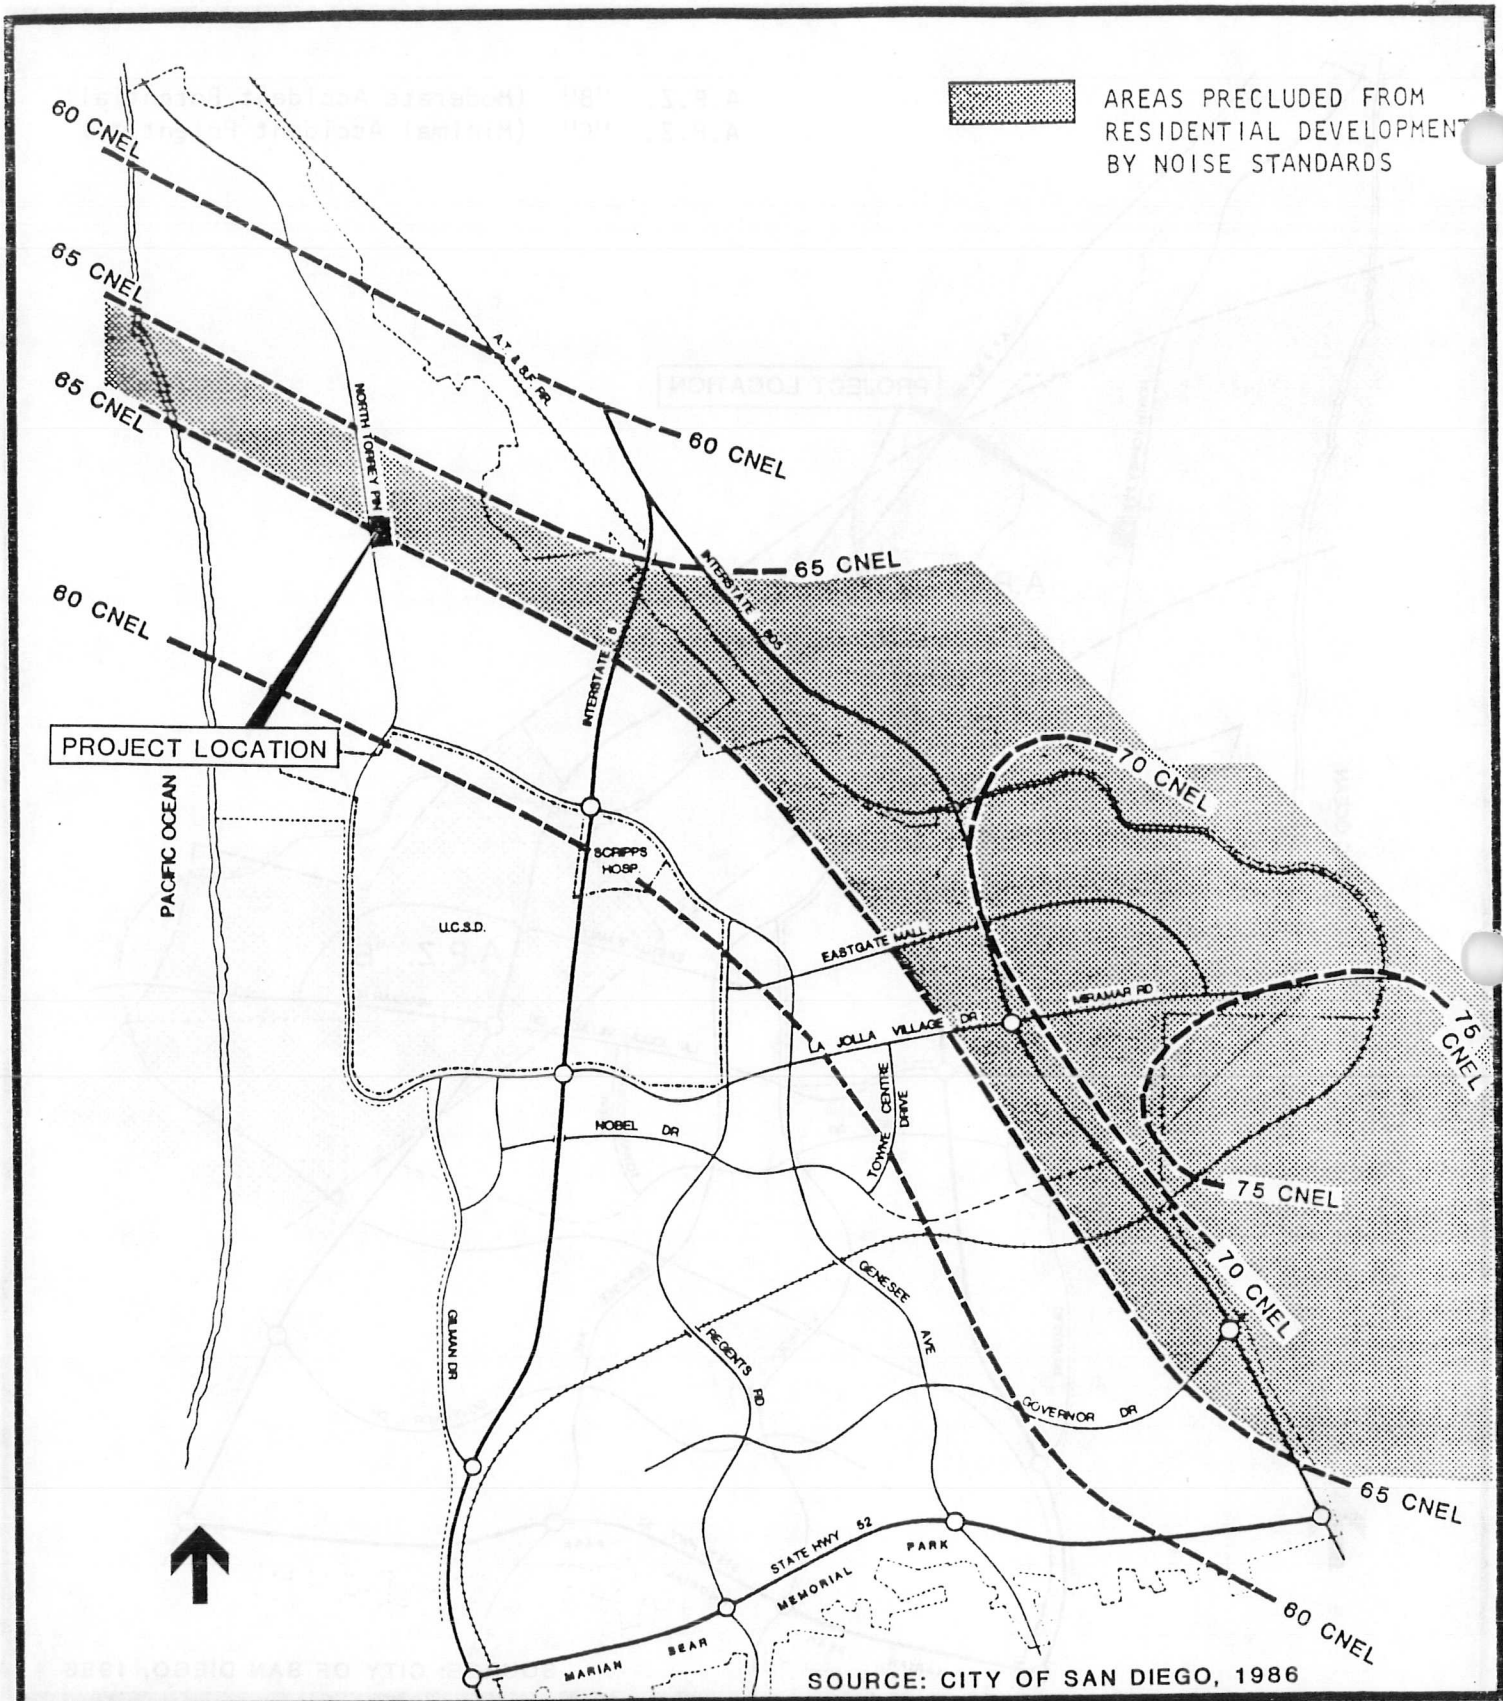 AREAS PRECLUDED FROM
RESIDENTIAL DEVELOPMENT
BY NOISE STANDARDS
60 CNEL
65 CNEL
65 CNEL
60 CNEL
A.T. & S.F. RR.
60 CNEL
NORTH TORREY PIN
65 CNEL
INTERSTATE 805
INTERSTATE 5
PROJECT LOCATION
PACIFIC OCEAN
70 CNEL
SCRIPPS
HOSP.
U.C.S.D.
EASTGATE MALL
MIRAMAR RD
LA JOLLA VILLAGE DR
75
CNEL
TOWNE CENTRE
DRIVE
NOBEL DR
75 CNEL
70 CNEL
GENESEE AVE
GILMAN DR
REGENTS RD
GOVERNOR DR
65 CNEL
STATE HWY 52
MARIAN BEAR MEMORIAL PARK
60 CNEL
SOURCE: CITY OF SAN DIEGO, 1986